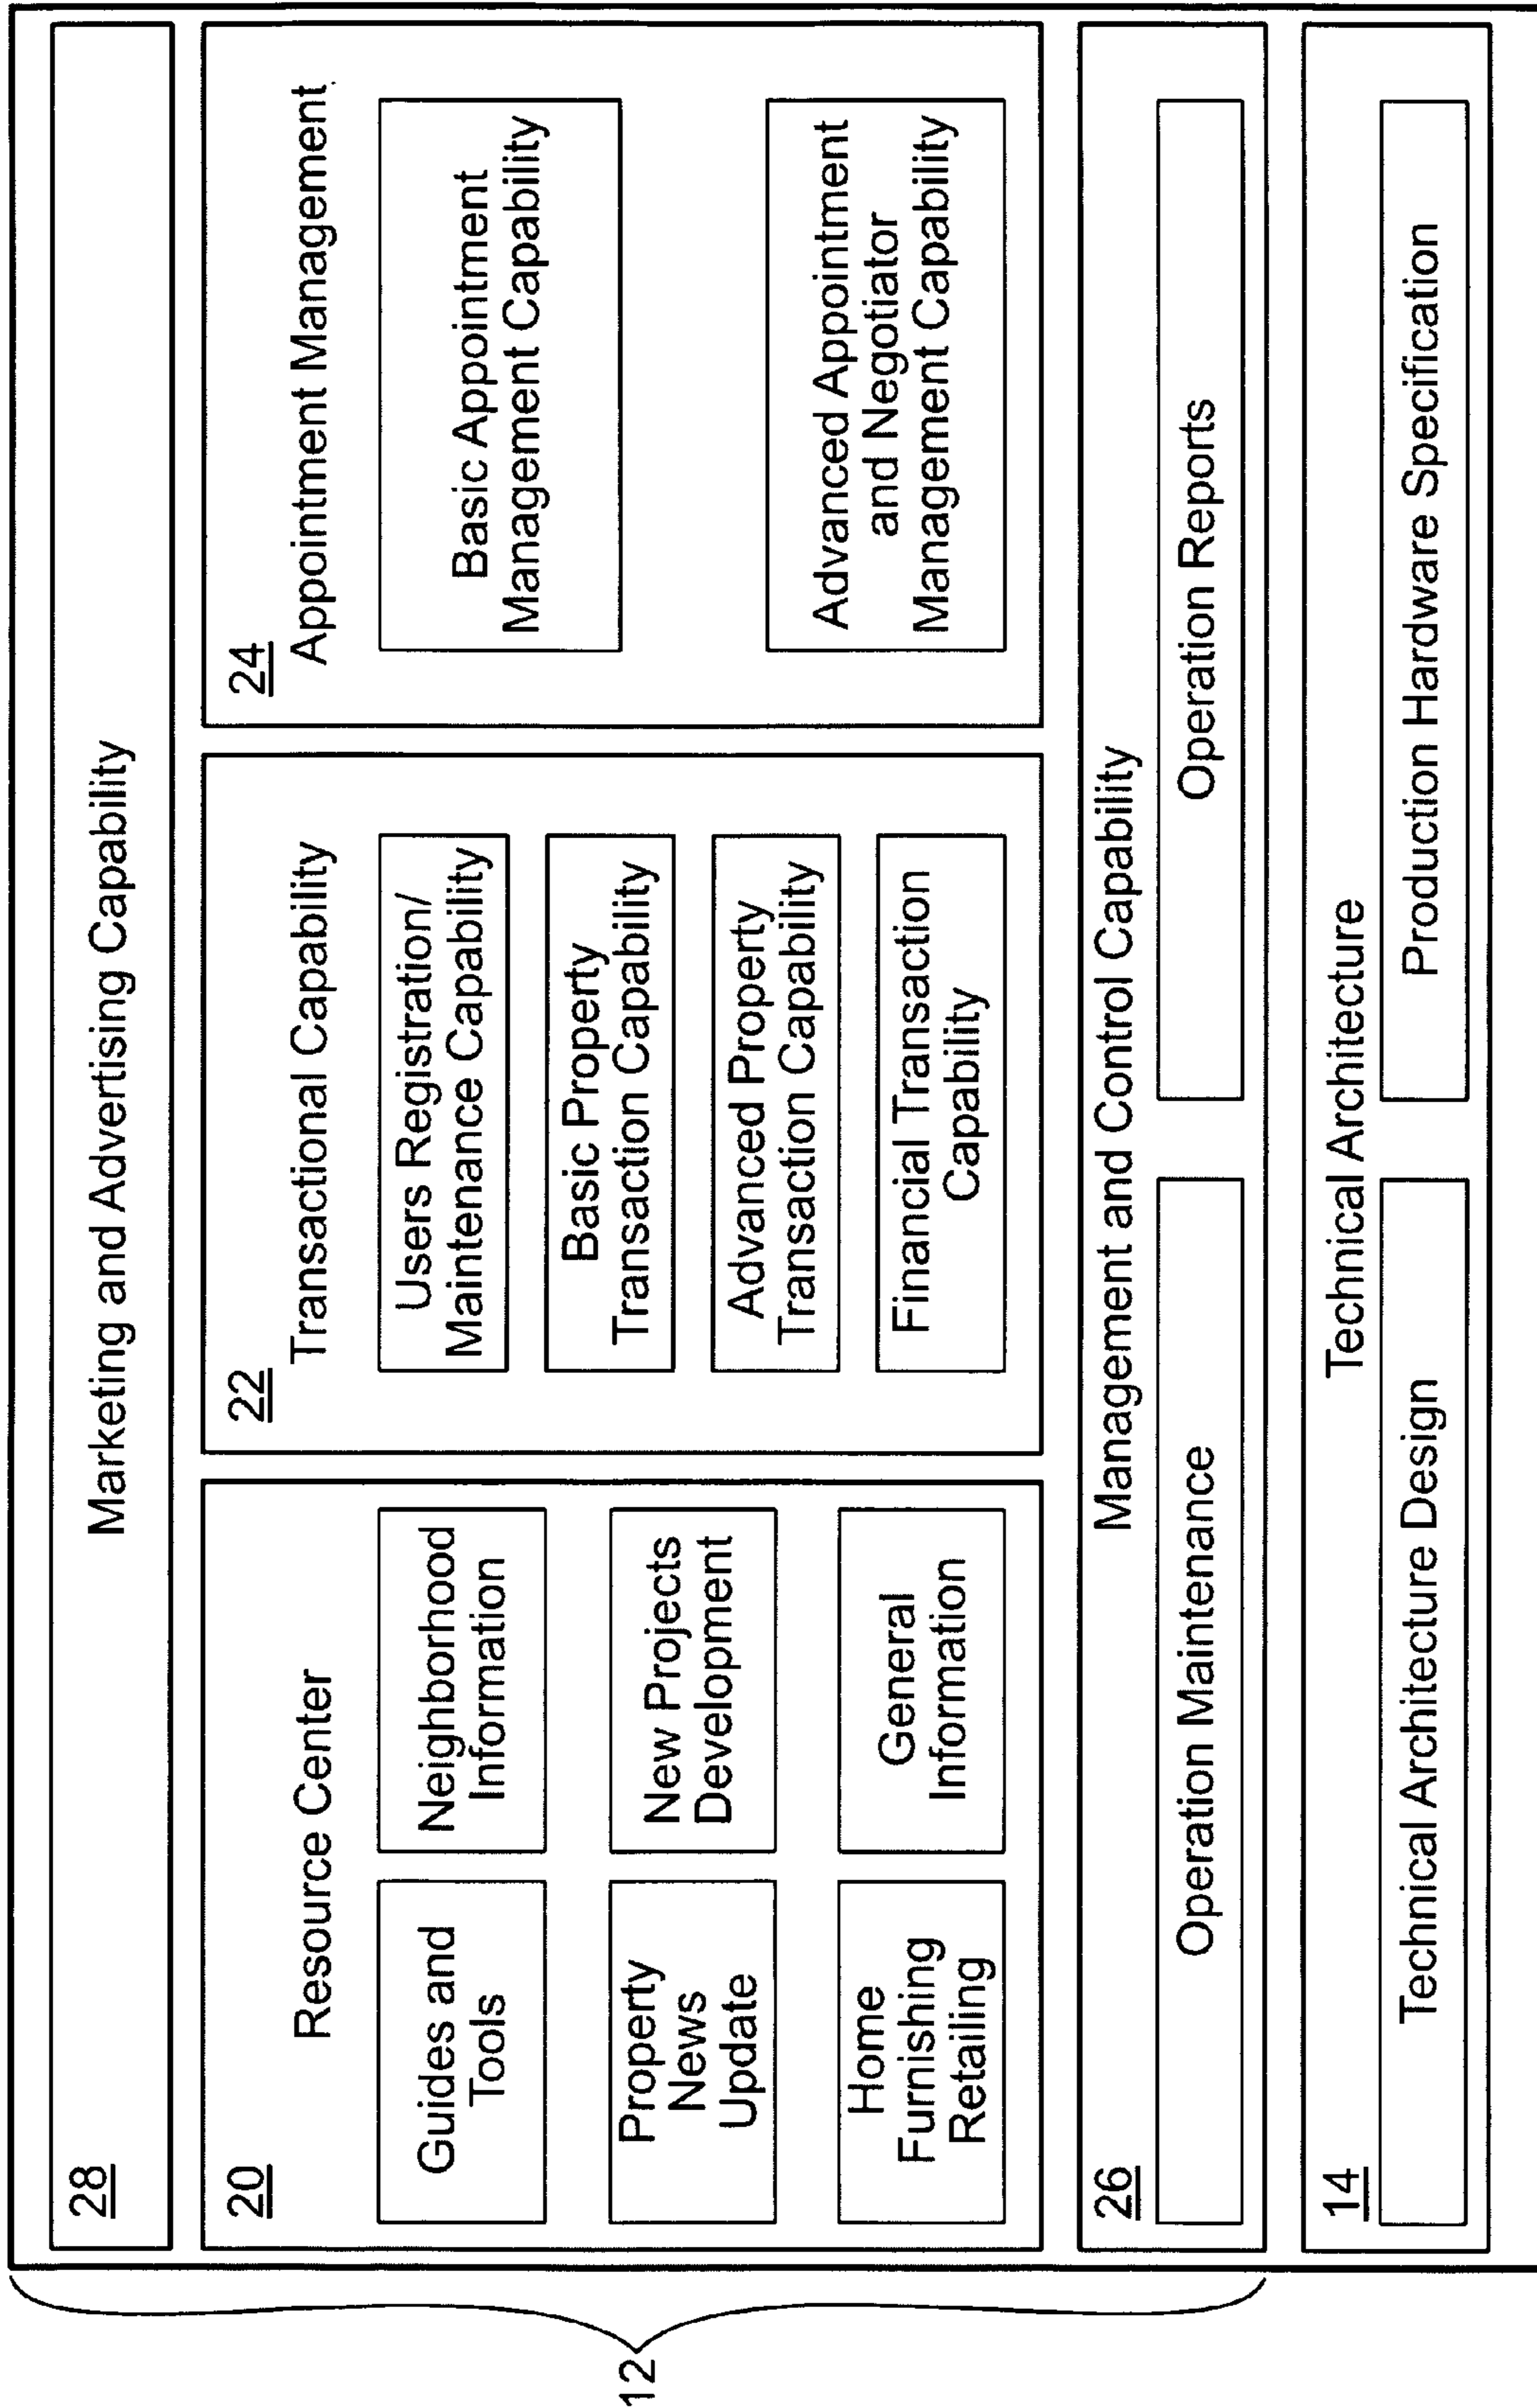 28
Marketing and Advertising Capability
20
Resource Center
Guides and
Tools
Neighborhood
Information
Property
News
Update
New Projects
Development
Home
Furnishing
Retailing
General
Information
22
Transactional Capability
Users Registration/
Maintenance Capability
Basic Property
Transaction Capability
Advanced Property
Transaction Capability
Financial Transaction
Capability
24
Appointment Management
Basic Appointment
Management Capability
Advanced Appointment
and Negotiator
Management Capability
12
26
Management and Control Capability
Operation Maintenance
Operation Reports
14
Technical Architecture
Technical Architecture Design
Production Hardware Specification